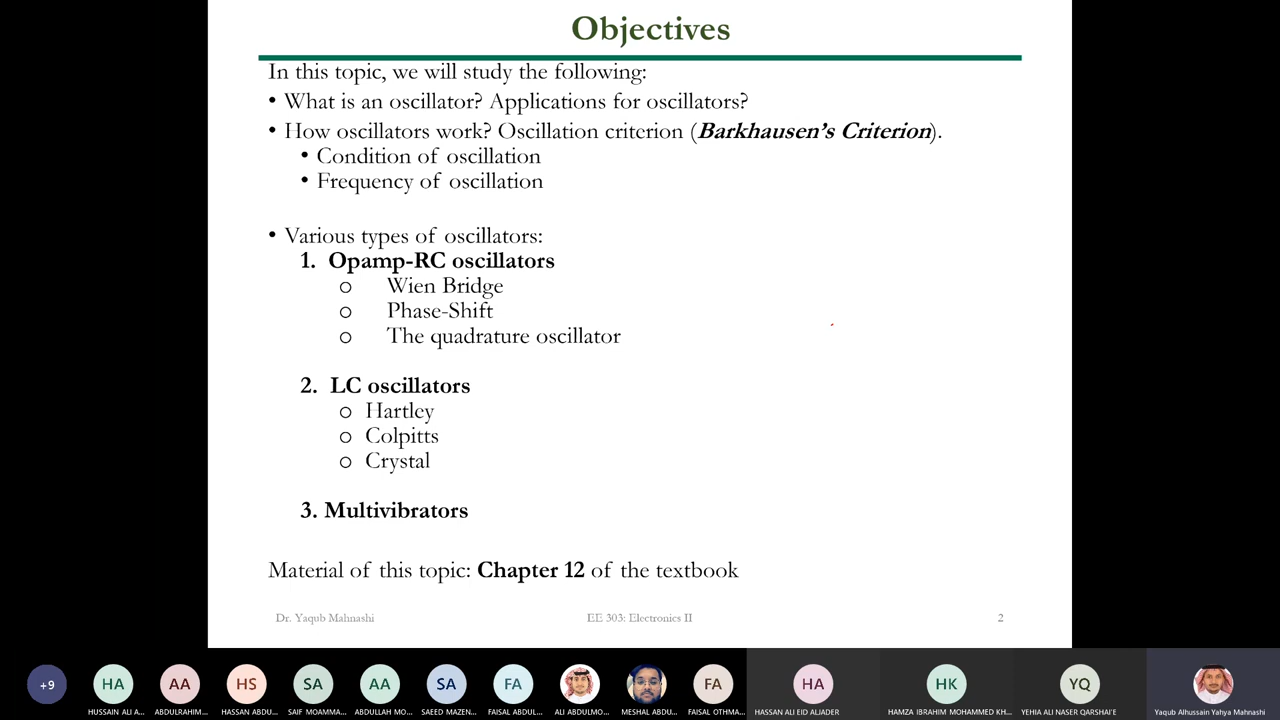 Objectives
In this topic, we will study the following:
• What is an oscillator? Applications for oscillators?
• How oscillators work? Oscillation criterion (Barkhausen's Criterion).
• Condition of oscillation
• Frequency of oscillation
• Various types of oscillators:
1. Opamp-RC oscillators
o Wien Bridge
o Phase-Shift
o The quadrature oscillator
2. LC oscillators
o Hartley
o Colpitts
o Crystal
3. Multivibrators
Material of this topic: Chapter 12 of the textbook
Dr. Yaqub Mahnashi EE 303: Electronics II 2
+9 HA AA HS SA AA SA FA FA HA HK YQ
HUSSAIN ALI A... ABDULRAHIM... HASSAN ABDU... SAIF MOAMMA... ABDULLAH MO... SAEED MAZEN... FAISAL ABDUL... ALI ABDULMO... MESHAL ABDU... FAISAL OTHMA... HASSAN ALI EID ALJADER HAMZA IBRAHIM MOHAMMED KH... YEHIA ALI NASER QARSHAI'E Yaqub Alhussain Yahya Mahnashi